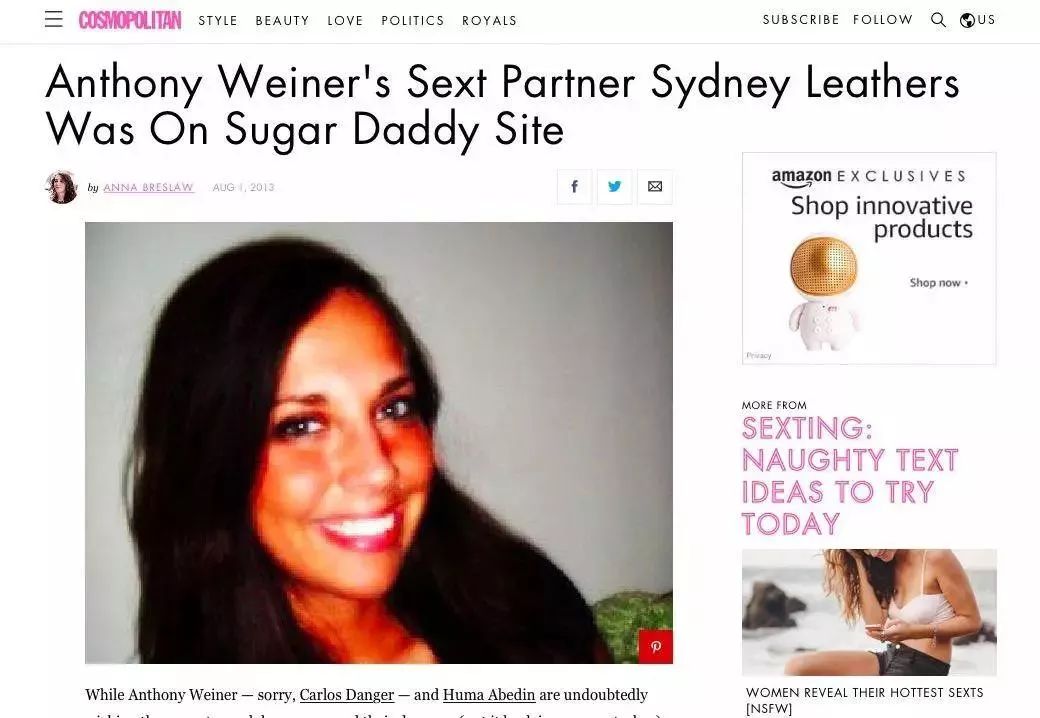 COSMOPOLITAN STYLE BEAUTY LOVE POLITICS ROYALS SUBSCRIBE FOLLOW US
Anthony Weiner's Sext Partner Sydney Leathers
Was On Sugar Daddy Site
by ANNA BRESLAW AUG 1, 2013
amazon EXCLUSIVES
Shop innovative
products
Shop now
Privacy
MORE FROM
SEXTING:
NAUGHTY TEXT
IDEAS TO TRY
TODAY
WOMEN REVEAL THEIR HOTTEST SEXTS
[NSFW]
While Anthony Weiner — sorry, Carlos Danger — and Huma Abedin are undoubtedly